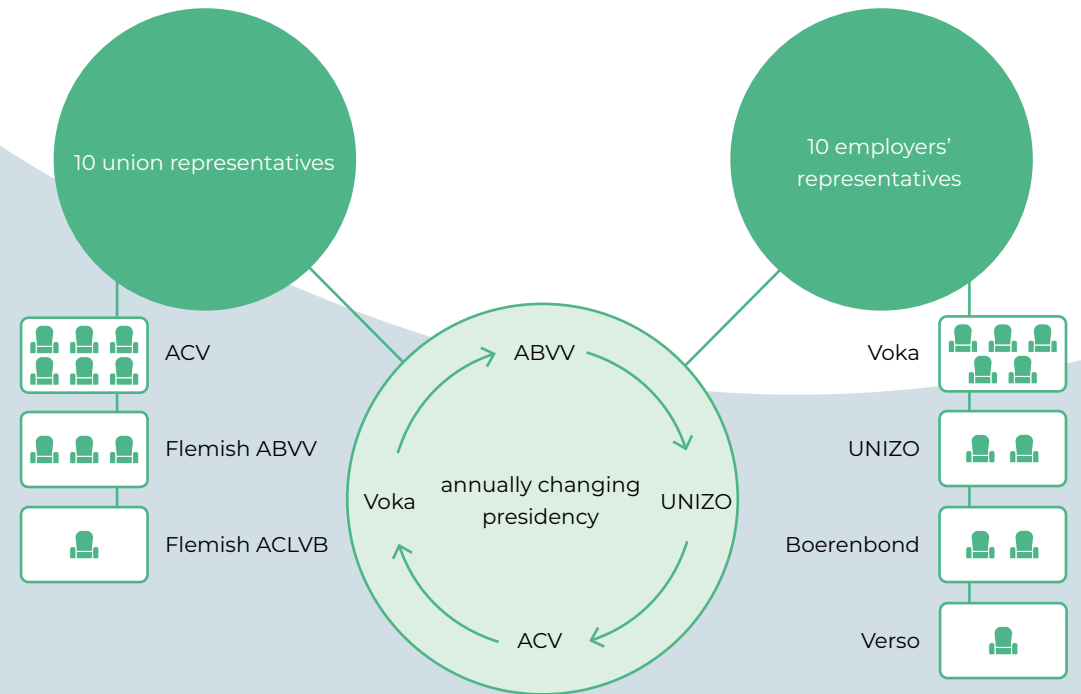 10 union representatives
10 employers’
representatives
ACV
Flemish ABVV
Flemish ACLVB
ABVV
UNIZO
ACV
Voka
annually changing
presidency
Voka
UNIZO
Boerenbond
Verso